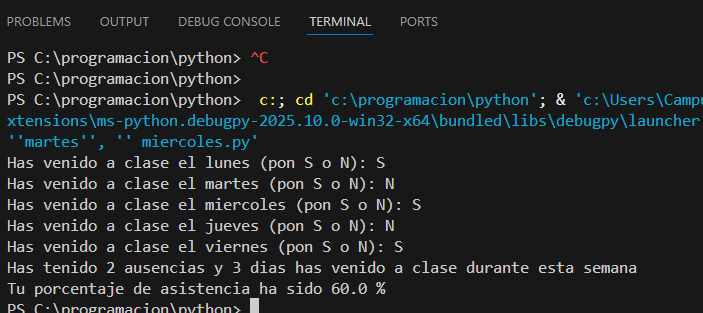 PROBLEMS OUTPUT DEBUG CONSOLE TERMINAL PORTS
PS C:\programacion\python> ^C
PS C:\programacion\python>
PS C:\programacion\python>  c:; cd 'c:\programacion\python'; & 'c:\Users\Campu
xtensions\ms-python.debugpy-2025.10.0-win32-x64\bundled\libs\debugpy\launcher
''martes'', '' miercoles.py'
Has venido a clase el lunes (pon S o N): S
Has venido a clase el martes (pon S o N): N
Has venido a clase el miercoles (pon S o N): S
Has venido a clase el jueves (pon S o N): N
Has venido a clase el viernes (pon S o N): S
Has tenido 2 ausencias y 3 dias has venido a clase durante esta semana
Tu porcentaje de asistencia ha sido 60.0 %
PS C:\programacion\python>